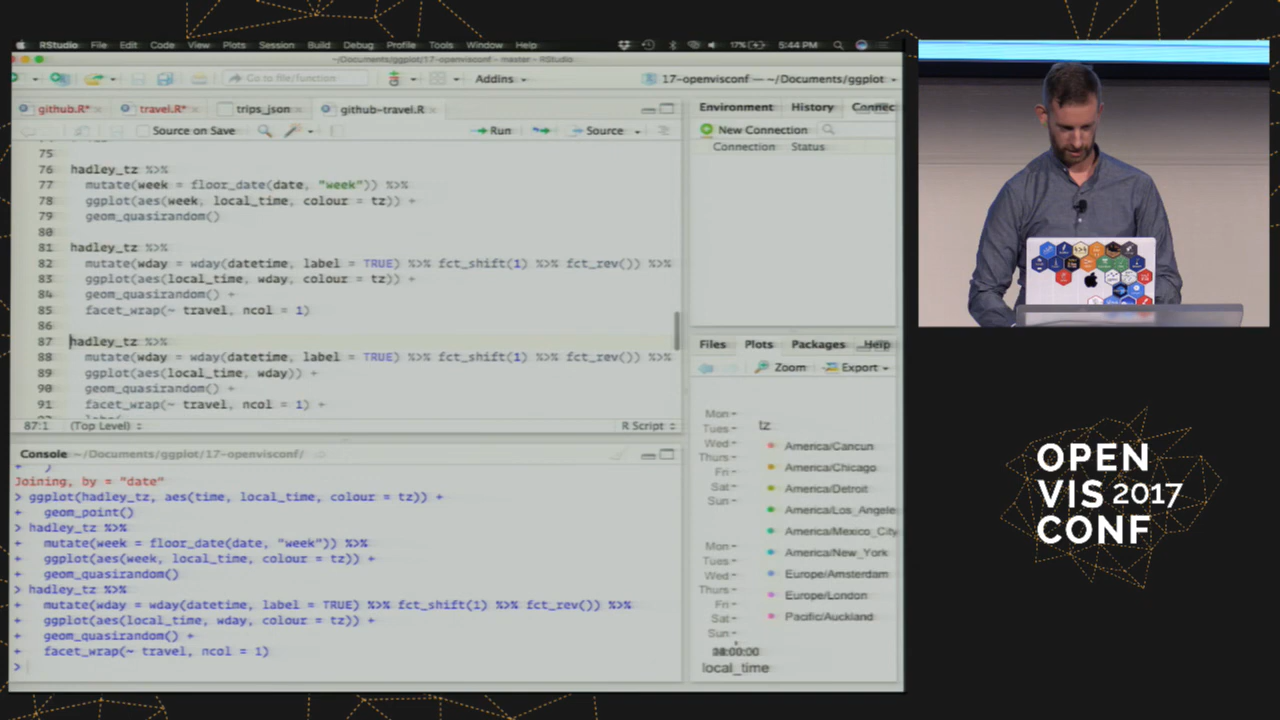 RStudio File Edit Code View Plots Session Build Debug Profile Tools Window Help 17% 5:44 PM
~/Documents/ggplot/17-openvisconf - master - RStudio
Go to file/function Addins 17-openvisconf — ~/Documents/ggplot
github.R* travel.R* trips_json github-travel.R
Source on Save Run Source
75
76 hadley_tz %>%
77 mutate(week = floor_date(date, "week")) %>%
78 ggplot(aes(week, local_time, colour = tz)) +
79 geom_quasirandom()
80
81 hadley_tz %>%
82 mutate(wday = wday(datetime, label = TRUE) %>% fct_shift(1) %>% fct_rev()) %>%
83 ggplot(aes(local_time, wday, colour = tz)) +
84 geom_quasirandom() +
85 facet_wrap(~ travel, ncol = 1)
86
87 hadley_tz %>%
88 mutate(wday = wday(datetime, label = TRUE) %>% fct_shift(1) %>% fct_rev()) %>%
89 ggplot(aes(local_time, wday)) +
90 geom_quasirandom() +
91 facet_wrap(~ travel, ncol = 1) +
87:1 (Top Level) R Script
Console ~/Documents/ggplot/17-openvisconf/
+ )
Joining, by = "date"
> ggplot(hadley_tz, aes(time, local_time, colour = tz)) +
+ geom_point()
> hadley_tz %>%
+ mutate(week = floor_date(date, "week")) %>%
+ ggplot(aes(week, local_time, colour = tz)) +
+ geom_quasirandom()
> hadley_tz %>%
+ mutate(wday = wday(datetime, label = TRUE) %>% fct_shift(1) %>% fct_rev()) %>%
+ ggplot(aes(local_time, wday, colour = tz)) +
+ geom_quasirandom() +
+ facet_wrap(~ travel, ncol = 1)
>
Environment History Connec
New Connection
Connection Status
Files Plots Packages Help
Zoom Export
Mon
Tues
Wed
Thurs
Fri
Sat
Sun
Mon
Tues
Wed
Thurs
Fri
Sat
Sun
local_time
tz
America/Cancun
America/Chicago
America/Detroit
America/Los_Angele
America/Mexico_City
America/New_York
Europe/Amsterdam
Europe/London
Pacific/Auckland
OPEN
VIS 2017
CONF